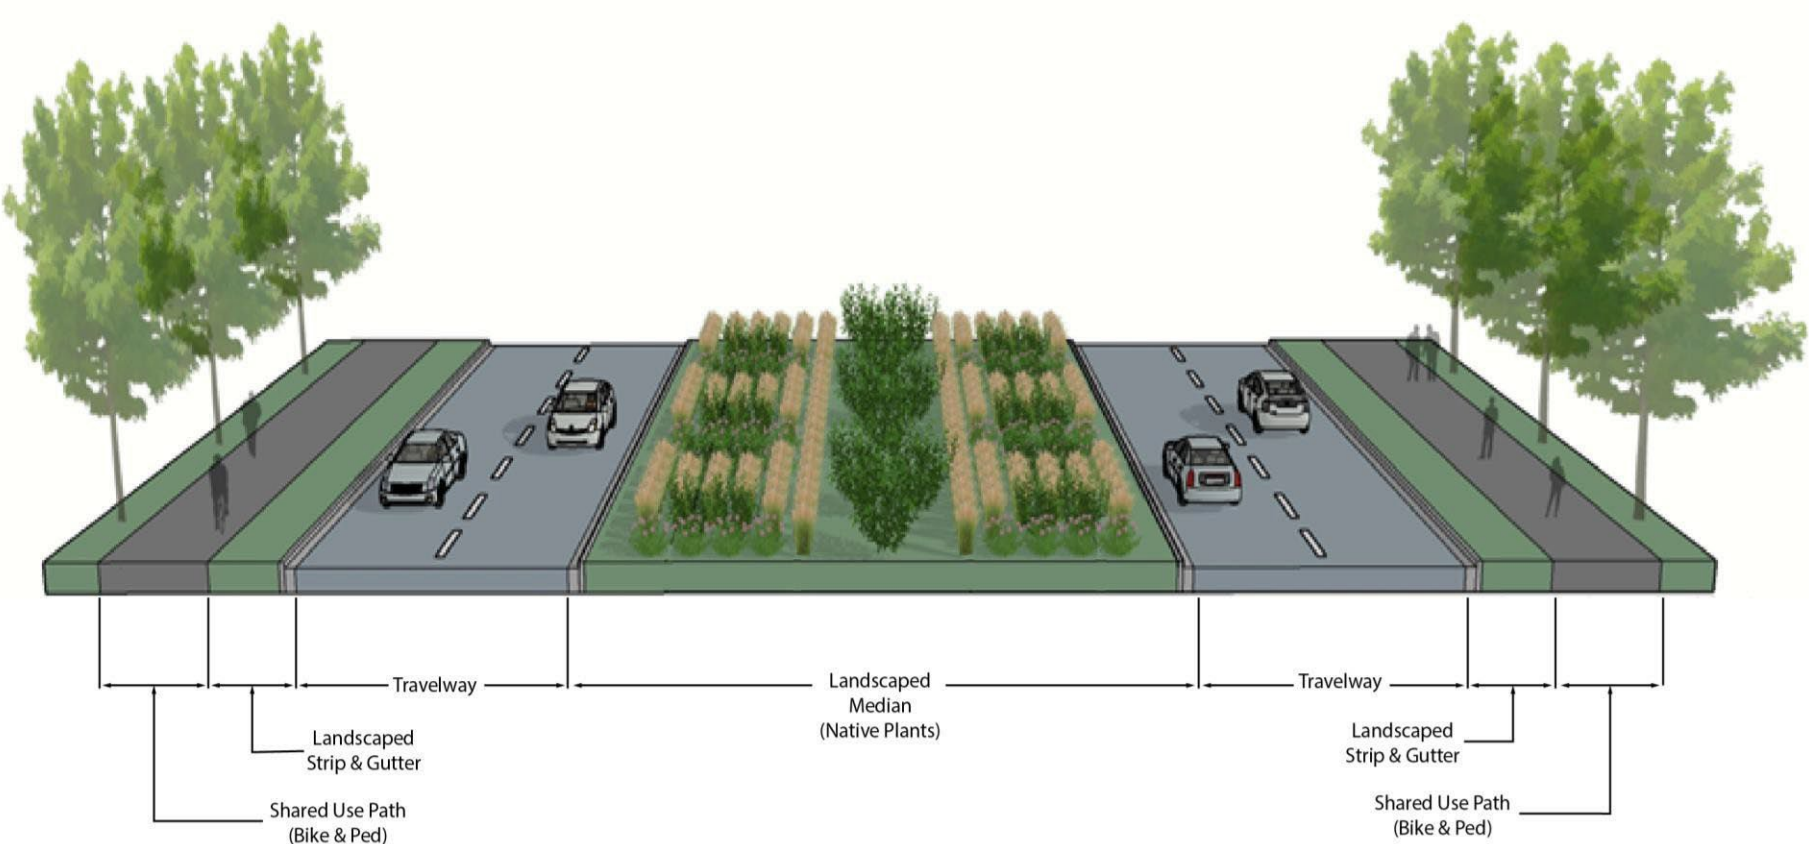 Travelway
Landscaped
Median
(Native Plants)
Travelway
Landscaped
Strip & Gutter
Landscaped
Strip & Gutter
Shared Use Path
(Bike & Ped)
Shared Use Path
(Bike & Ped)